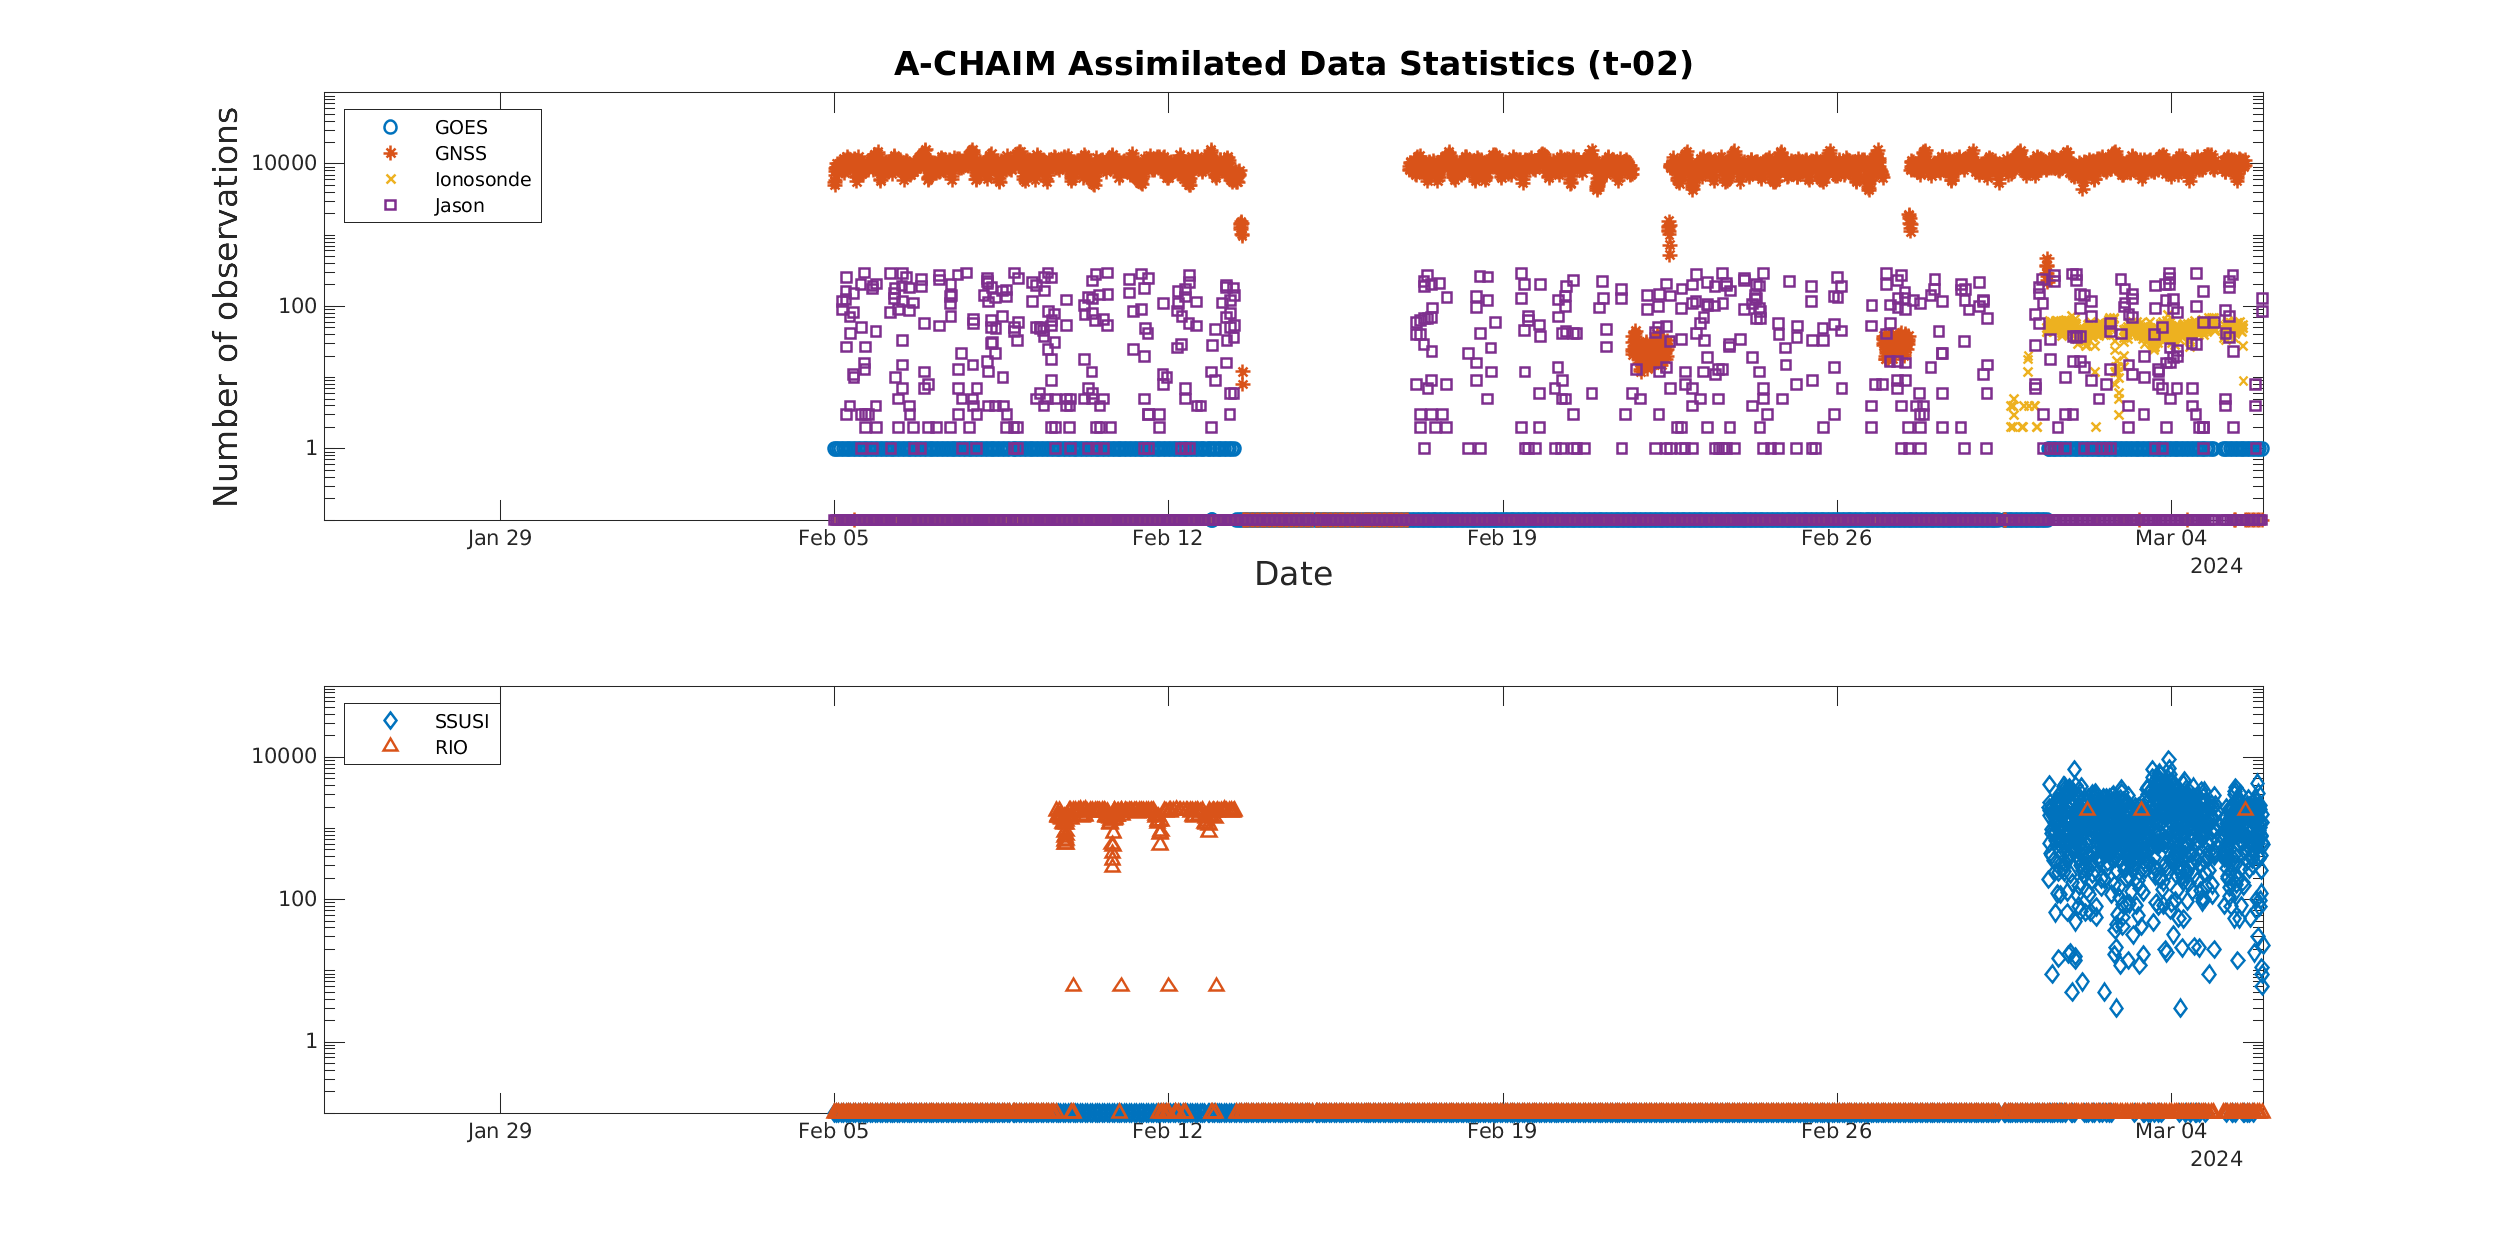 A-CHAIM Assimilated Data Statistics (t-02)
Number of observations
10000
100
1
GOES
GNSS
Ionosonde
Jason
Jan 29
Feb 05
Feb 12
Feb 19
Feb 26
Mar 04
2024
Date
10000
100
1
SSUSI
RIO
Jan 29
Feb 05
Feb 12
Feb 19
Feb 26
Mar 04
2024